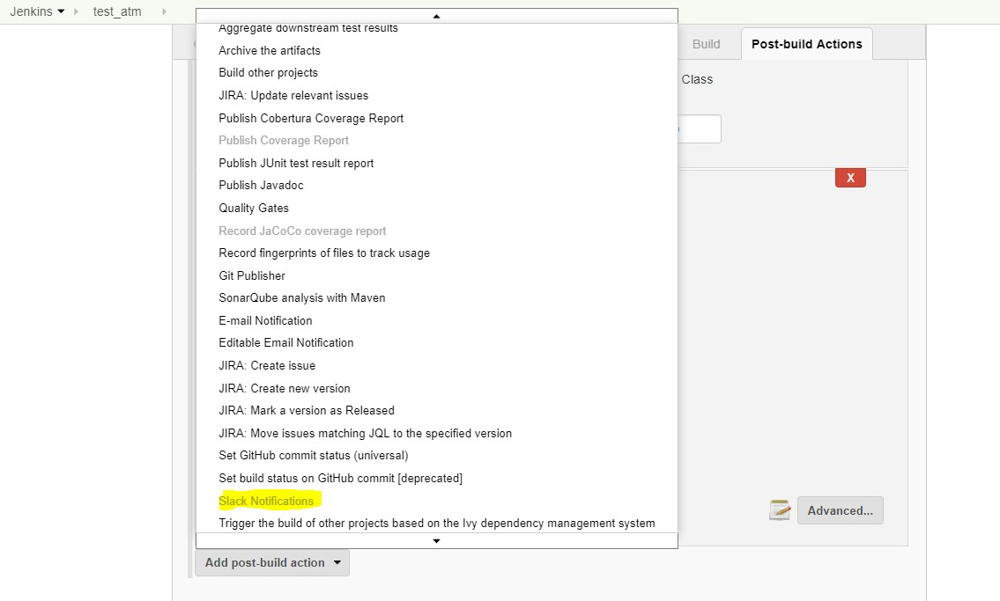 Jenkins
test_atm
Build
Post-build Actions
Class
Aggregate downstream test results
Archive the artifacts
Build other projects
JIRA: Update relevant issues
Publish Cobertura Coverage Report
Publish Coverage Report
Publish JUnit test result report
Publish Javadoc
X
Quality Gates
Record JaCoCo coverage report
Record fingerprints of files to track usage
Git Publisher
SonarQube analysis with Maven
E-mail Notification
Editable Email Notification
JIRA: Create issue
JIRA: Create new version
JIRA: Mark a version as Released
JIRA: Move issues matching JQL to the specified version
Set GitHub commit status (universal)
Set build status on GitHub commit [deprecated]
Slack Notifications
Advanced...
Trigger the build of other projects based on the Ivy dependency management system
Add post-build action